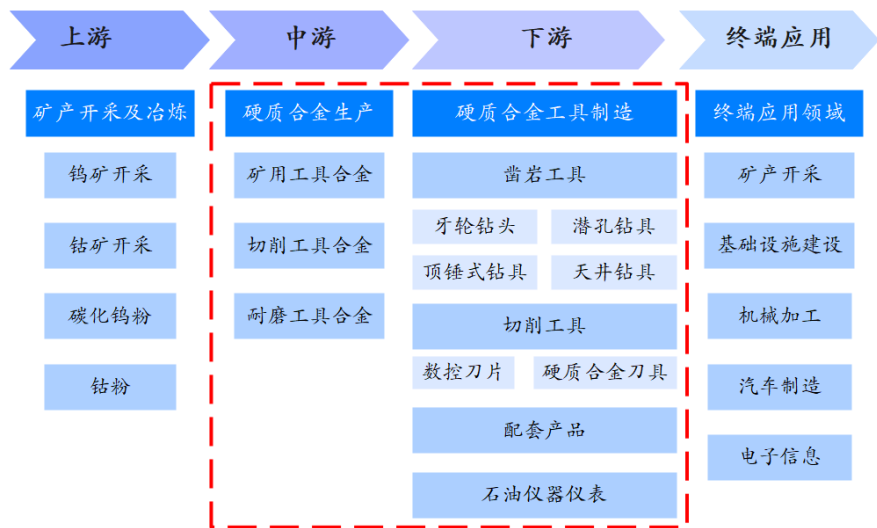 上游
中游
下游
终端应用
矿产开采及冶炼
硬质合金生产
硬质合金工具制造
终端应用领域
钨矿开采
矿用工具合金
凿岩工具
矿产开采
牙轮钻头
潜孔钻具
钴矿开采
切削工具合金
基础设施建设
顶锤式钻具
天井钻具
碳化钨粉
耐磨工具合金
切削工具
机械加工
数控刀片
硬质合金刀具
钴粉
汽车制造
配套产品
电子信息
石油仪器仪表